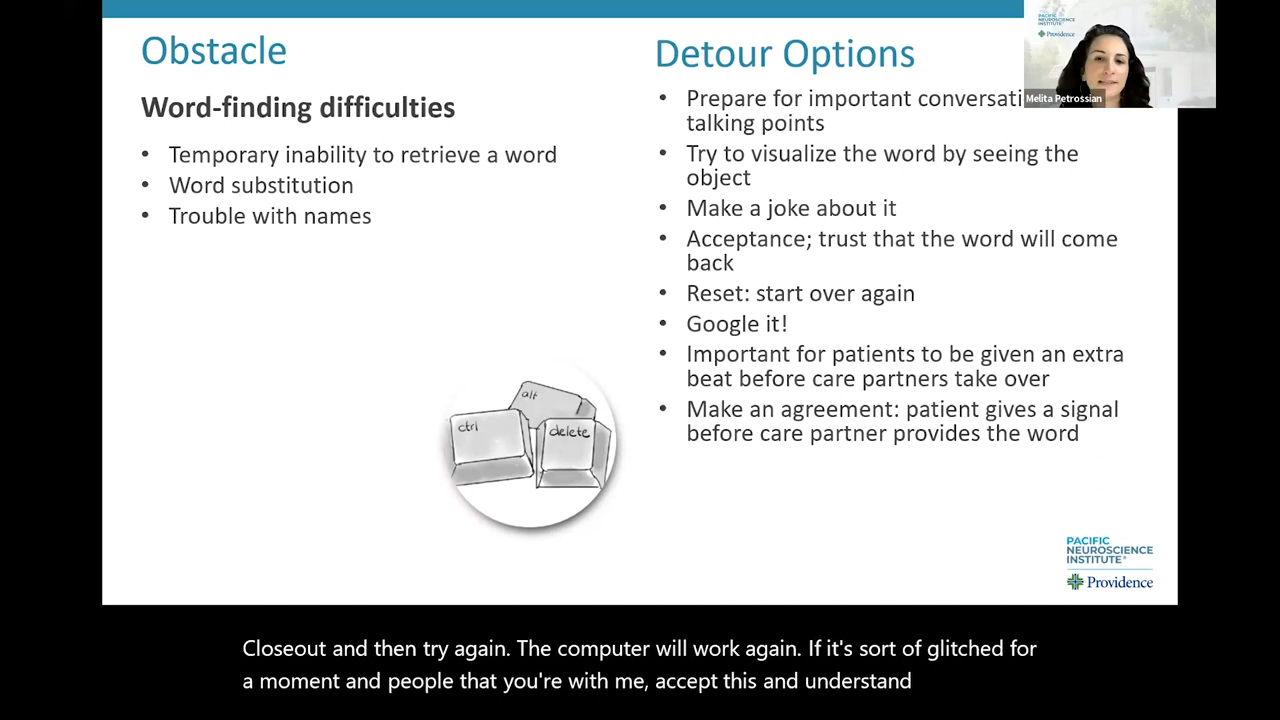 Obstacle
Word-finding difficulties
• Temporary inability to retrieve a word
• Word substitution
• Trouble with names
ctrl
alt
delete
Detour Options
• Prepare for important conversati
talking points
• Try to visualize the word by seeing the
object
• Make a joke about it
• Acceptance; trust that the word will come
back
• Reset: start over again
• Google it!
• Important for patients to be given an extra
beat before care partners take over
• Make an agreement: patient gives a signal
before care partner provides the word
PACIFIC
NEUROSCIENCE
INSTITUTE
Providence
Melita Petrossian
PACIFIC
NEUROSCIENCE
INSTITUTE®
Providence
Closeout and then try again. The computer will work again. If it's sort of glitched for
a moment and people that you're with me, accept this and understand